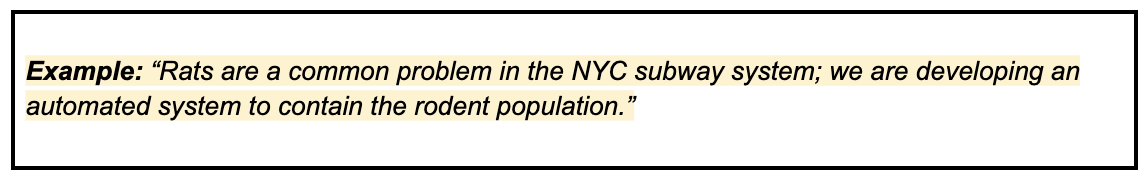 Example: “Rats are a common problem in the NYC subway system; we are developing an
automated system to contain the rodent population.”